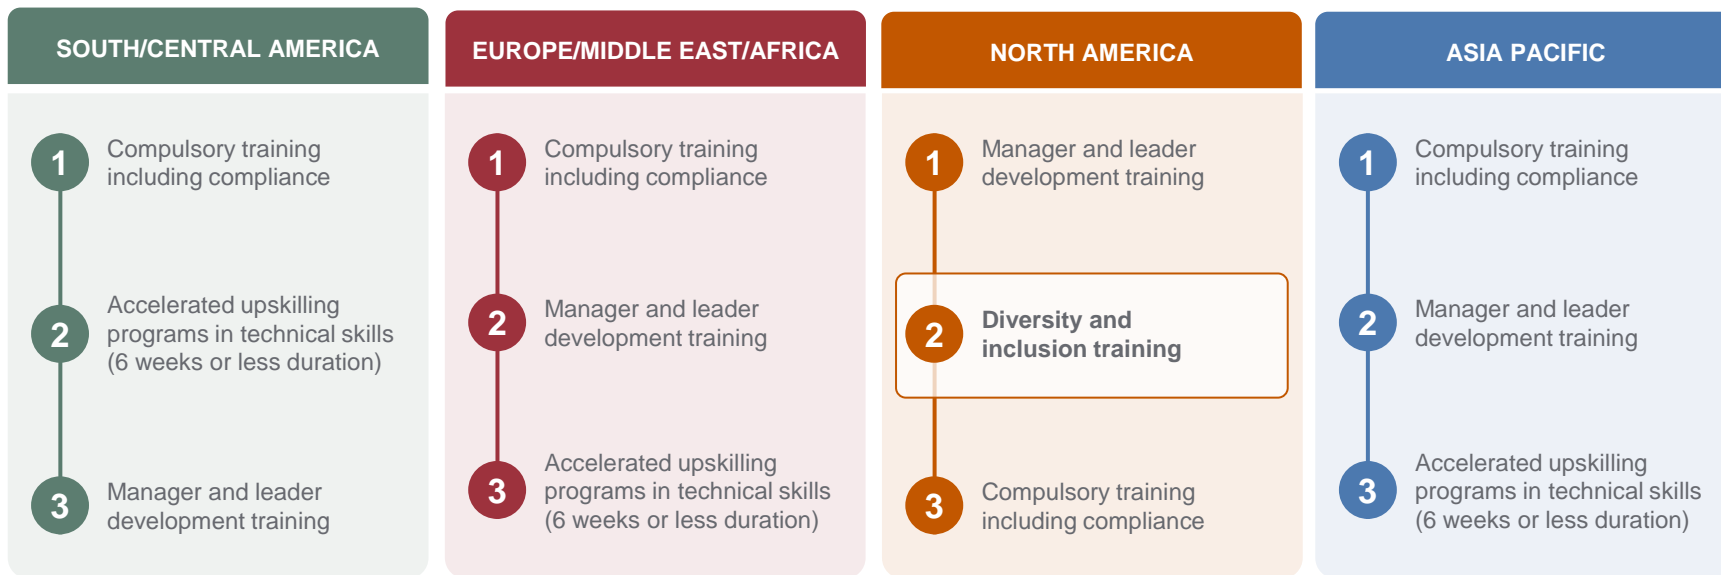 SOUTH/CENTRAL AMERICA
1
Compulsory training
including compliance
2
Accelerated upskilling
programs in technical skills
(6 weeks or less duration)
3
Manager and leader
development training
EUROPE/MIDDLE EAST/AFRICA
1
Compulsory training
including compliance
2
Manager and leader
development training
3
Accelerated upskilling
programs in technical skills
(6 weeks or less duration)
NORTH AMERICA
1
Manager and leader
development training
2
Diversity and
inclusion training
3
Compulsory training
including compliance
ASIA PACIFIC
1
Compulsory training
including compliance
2
Manager and leader
development training
3
Accelerated upskilling
programs in technical skills
(6 weeks or less duration)